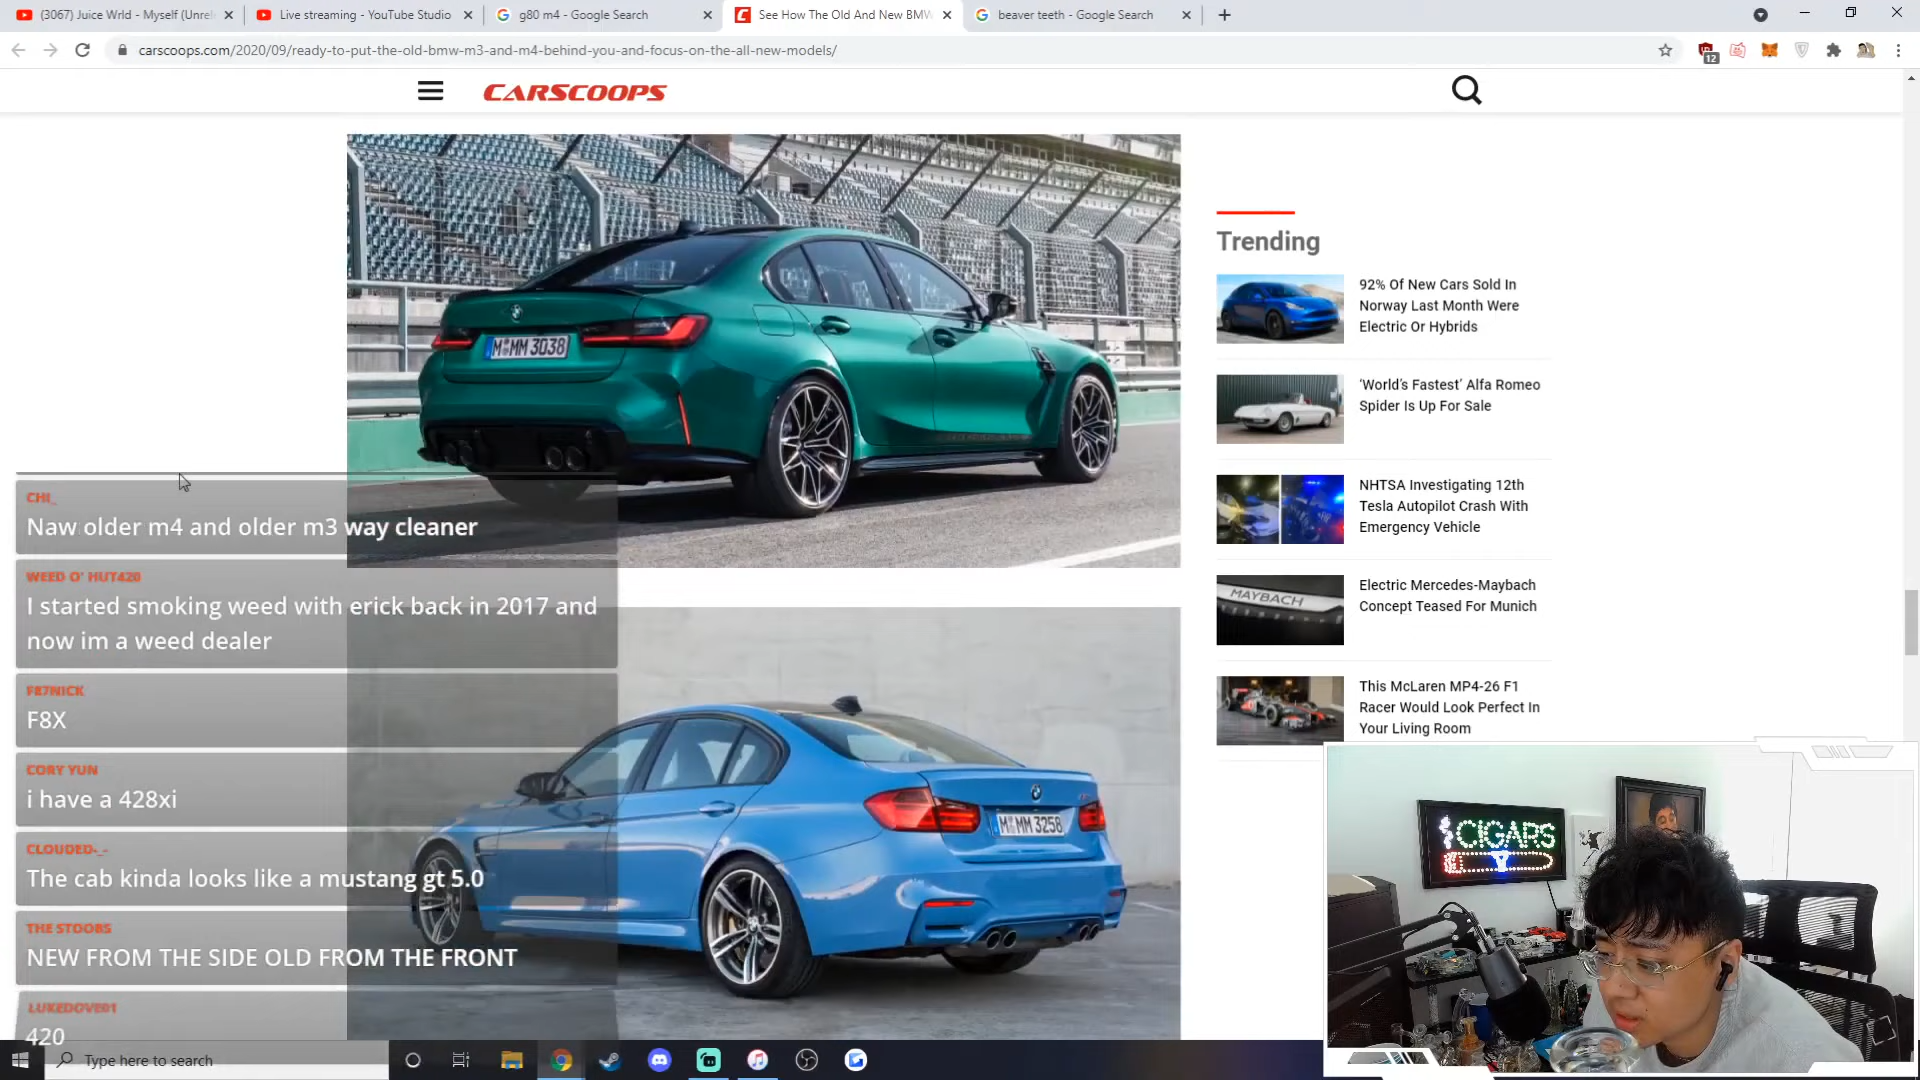 (3067) Juice Wrld - Myself (Unrel
Live streaming - YouTube Studio
g80 m4 - Google Search
See How The Old And New BMW
beaver teeth - Google Search
carscoops.com/2020/09/ready-to-put-the-old-bmw-m3-and-m4-behind-you-and-focus-on-the-all-new-models/
12
CARSCOOPS
M MM 3038
Trending
92% Of New Cars Sold In
Norway Last Month Were
Electric Or Hybrids
'World's Fastest' Alfa Romeo
Spider Is Up For Sale
NHTSA Investigating 12th
Tesla Autopilot Crash With
Emergency Vehicle
MAYBACH
Electric Mercedes-Maybach
Concept Teased For Munich
This McLaren MP4-26 F1
Racer Would Look Perfect In
Your Living Room
CHI_
Naw older m4 and older m3 way cleaner
WEED O' HUT420
I started smoking weed with erick back in 2017 and
now im a weed dealer
FR7NICK
F8X
CORY YUN
i have a 428xi
CLOUDED-_-
The cab kinda looks like a mustang gt 5.0
THE STOOBS
NEW FROM THE SIDE OLD FROM THE FRONT
LUKEDOVE01
420
M MM 3258
CIGARS
Type here to search